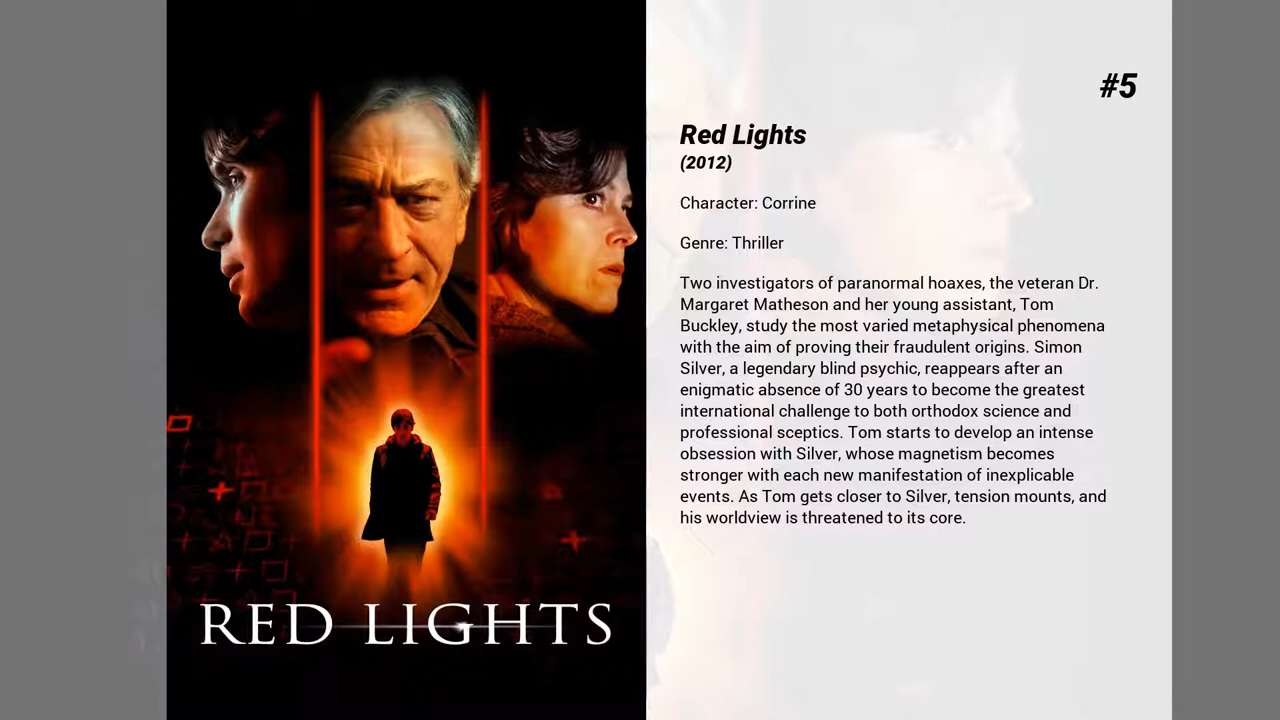 #5
Red Lights
(2012)
Character: Corrine
Genre: Thriller
Two investigators of paranormal hoaxes, the veteran Dr.
Margaret Matheson and her young assistant, Tom
Buckley, study the most varied metaphysical phenomena
with the aim of proving their fraudulent origins. Simon
Silver, a legendary blind psychic, reappears after an
enigmatic absence of 30 years to become the greatest
international challenge to both orthodox science and
professional sceptics. Tom starts to develop an intense
obsession with Silver, whose magnetism becomes
stronger with each new manifestation of inexplicable
events. As Tom gets closer to Silver, tension mounts, and
his worldview is threatened to its core.
RED LIGHTS